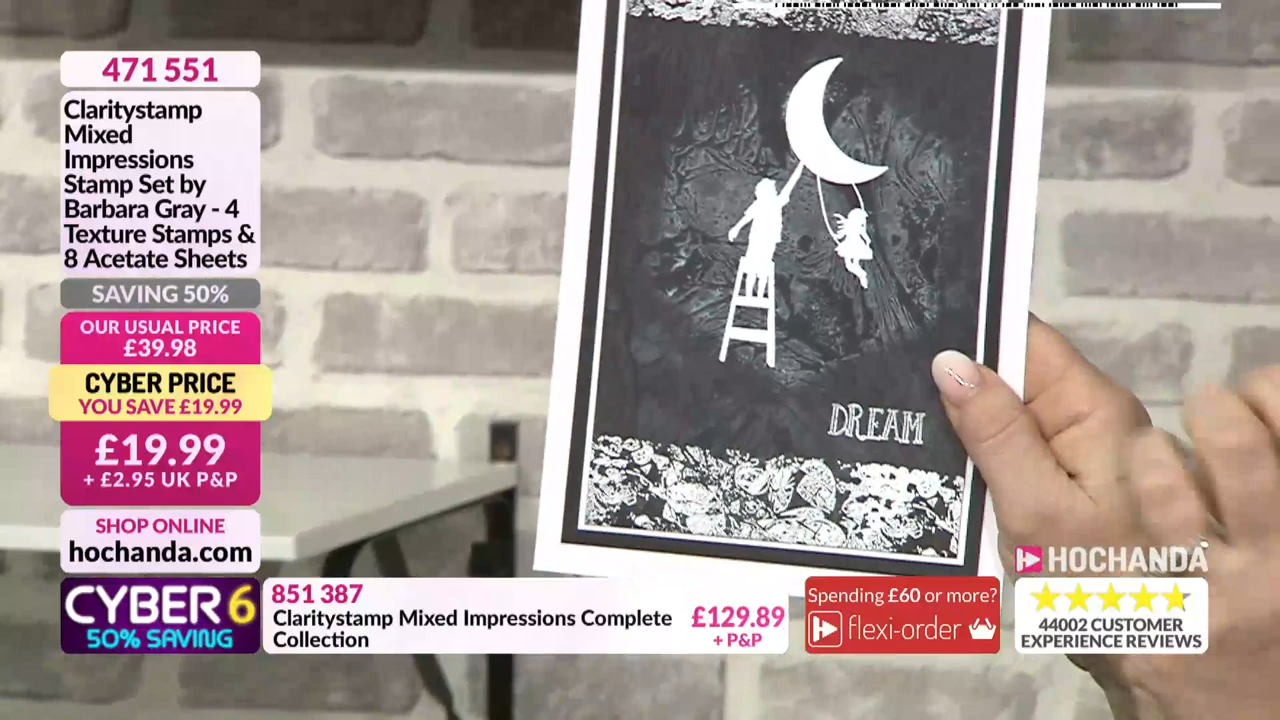 471 551
Claritystamp
Mixed
Impressions
Stamp Set by
Barbara Gray - 4
Texture Stamps &
8 Acetate Sheets
SAVING 50%
OUR USUAL PRICE
£39.98
CYBER PRICE
YOU SAVE £19.99
£19.99
+ £2.95 UK P&P
SHOP ONLINE
hochanda.com
CYBER 6
50% SAVING
851 387
Claritystamp Mixed Impressions Complete
Collection
£129.89
+ P&P
Spending £60 or more?
flexi-order
HOCHANDA
44002 CUSTOMER
EXPERIENCE REVIEWS
DREAM